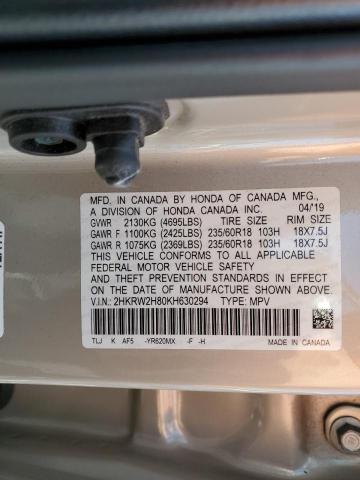 MFD. IN CANADA BY HONDA OF CANADA MFG.,
A DIVISION OF HONDA CANADA INC. 04/19
GVWR 2130KG (4695LBS) TIRE SIZE RIM SIZE
GAWR F 1100KG (2425LBS) 235/60R18 103H 18X7.5J
GAWR R 1075KG (2369LBS) 235/60R18 103H 18X7.5J
THIS VEHICLE CONFORMS TO ALL APPLICABLE
FEDERAL MOTOR VEHICLE SAFETY
AND THEFT PREVENTION STANDARDS IN EFFECT
ON THE DATE OF MANUFACTURE SHOWN ABOVE.
V.I.N.: 2HKRW2H80KH630294 TYPE: MPV
TLJ K AF5 -YR620MX -F -H MADE IN CANADA